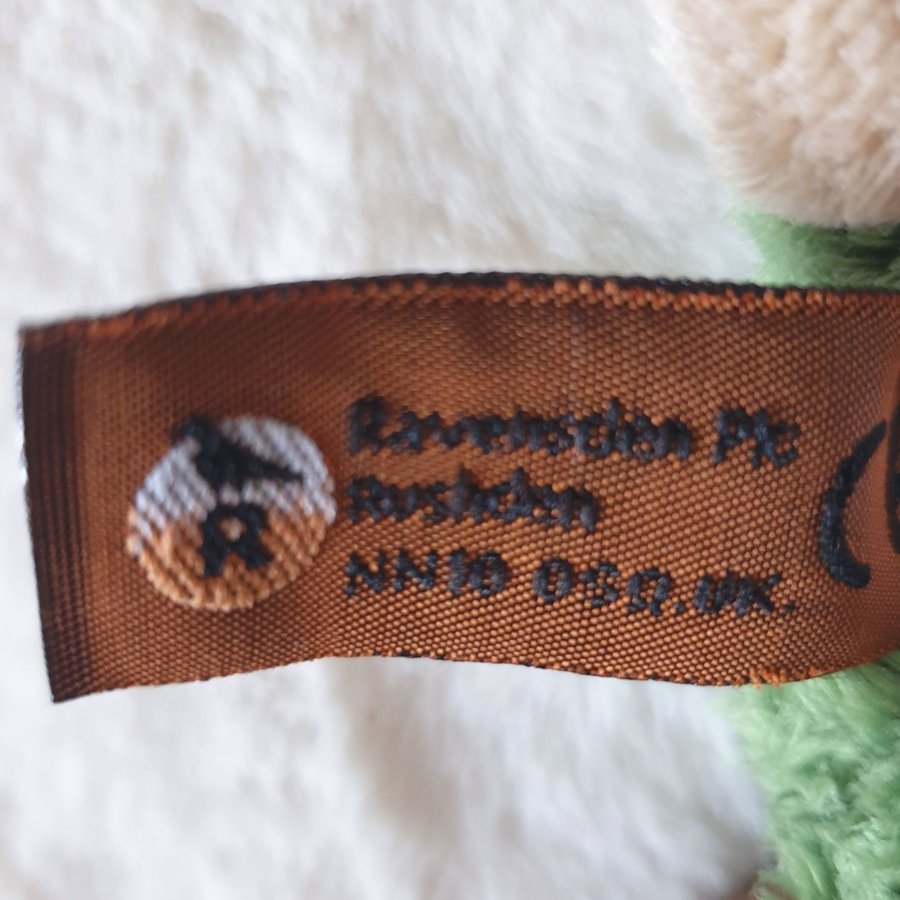 R
Ravensden Plc
Rushden
NN10 0SQ.UK.